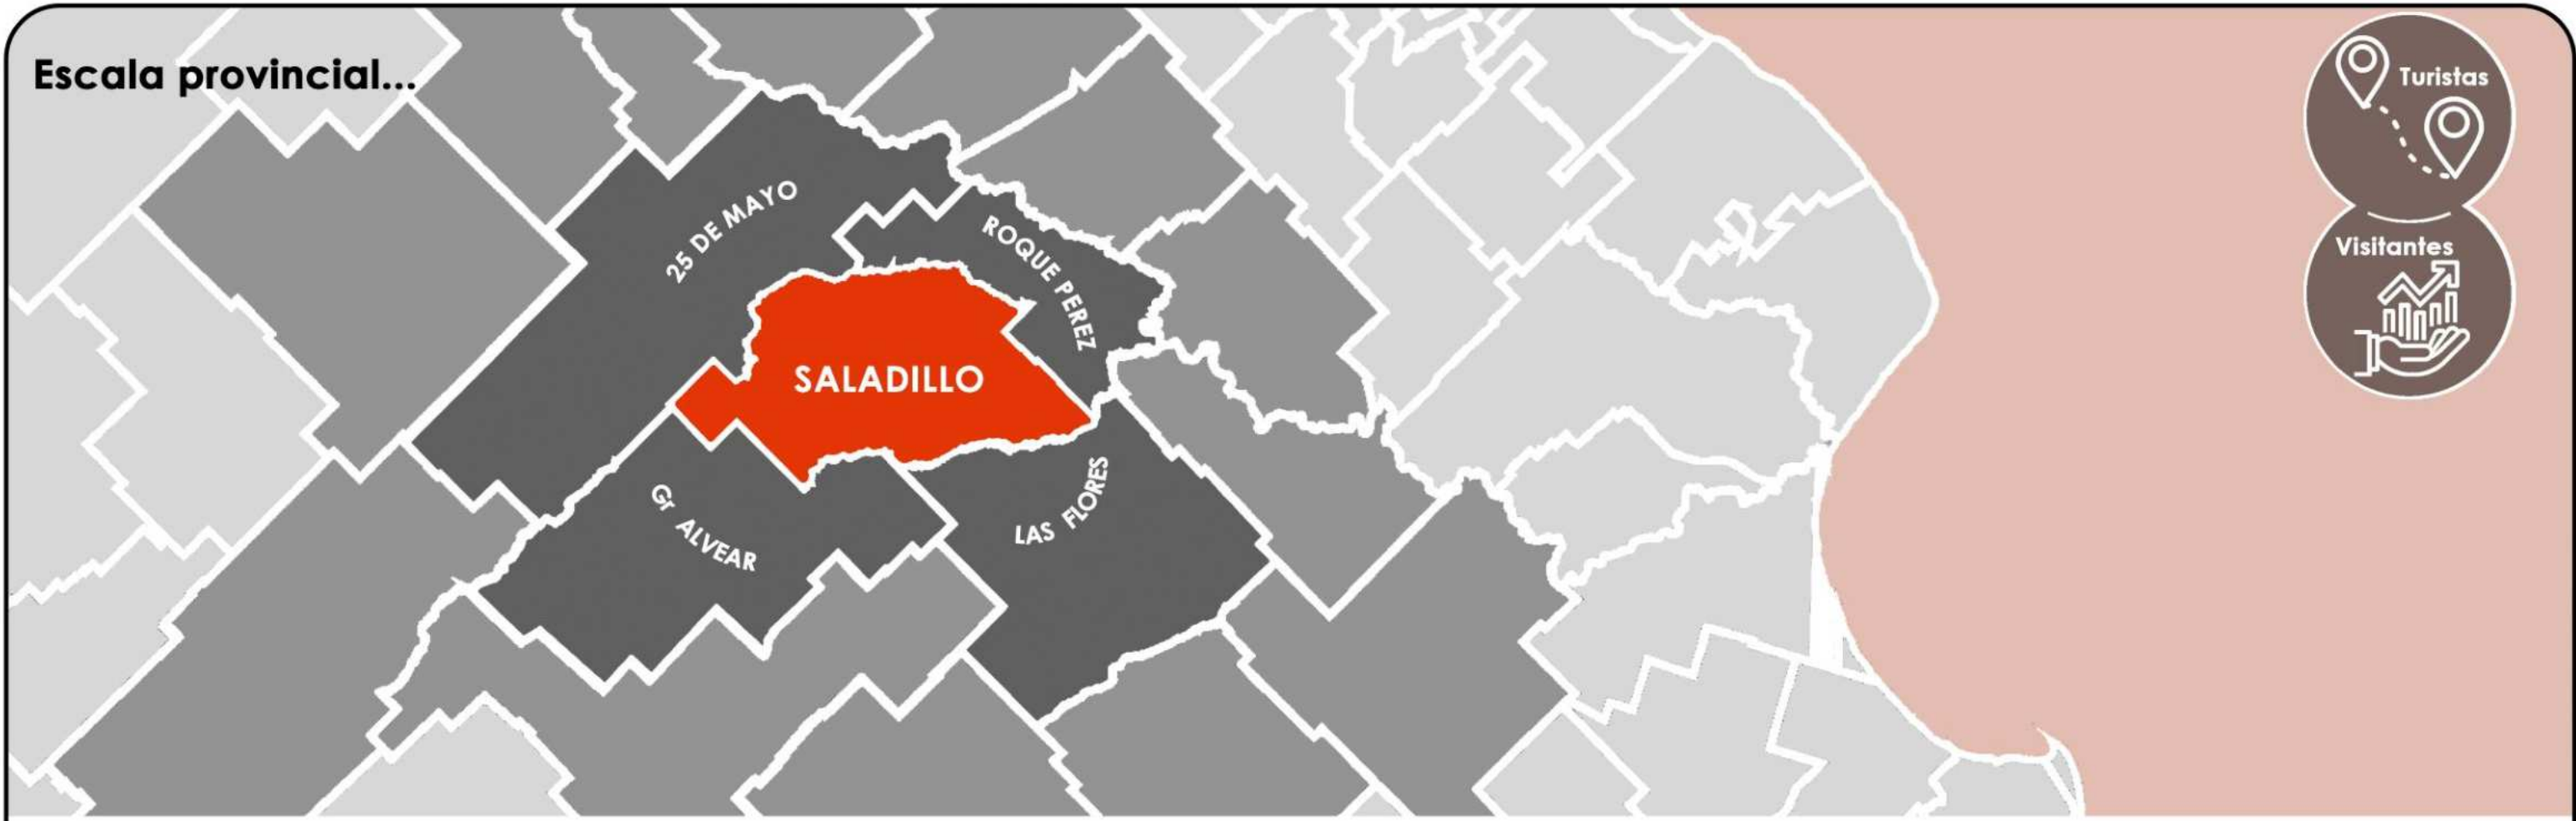 Escala provincial...
Turistas
Visitantes
25 DE MAYO
ROQUE PEREZ
SALADILLO
Gr ALVEAR
LAS FLORES